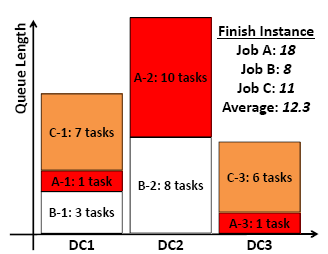 Queue Length
Finish Instance
Job A: 18
Job B: 8
Job C: 11
Average: 12.3
C-1: 7 tasks
A-1: 1 task
B-1: 3 tasks
A-2: 10 tasks
B-2: 8 tasks
C-3: 6 tasks
A-3: 1 task
DC1
DC2
DC3